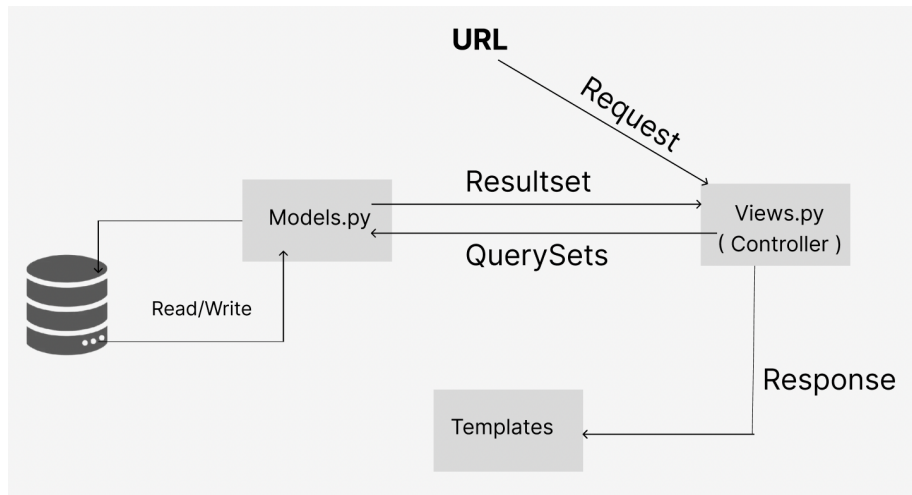 URL
Request
Resultset
Models.py
Views.py
( Controller )
QuerySets
Read/Write
Response
Templates